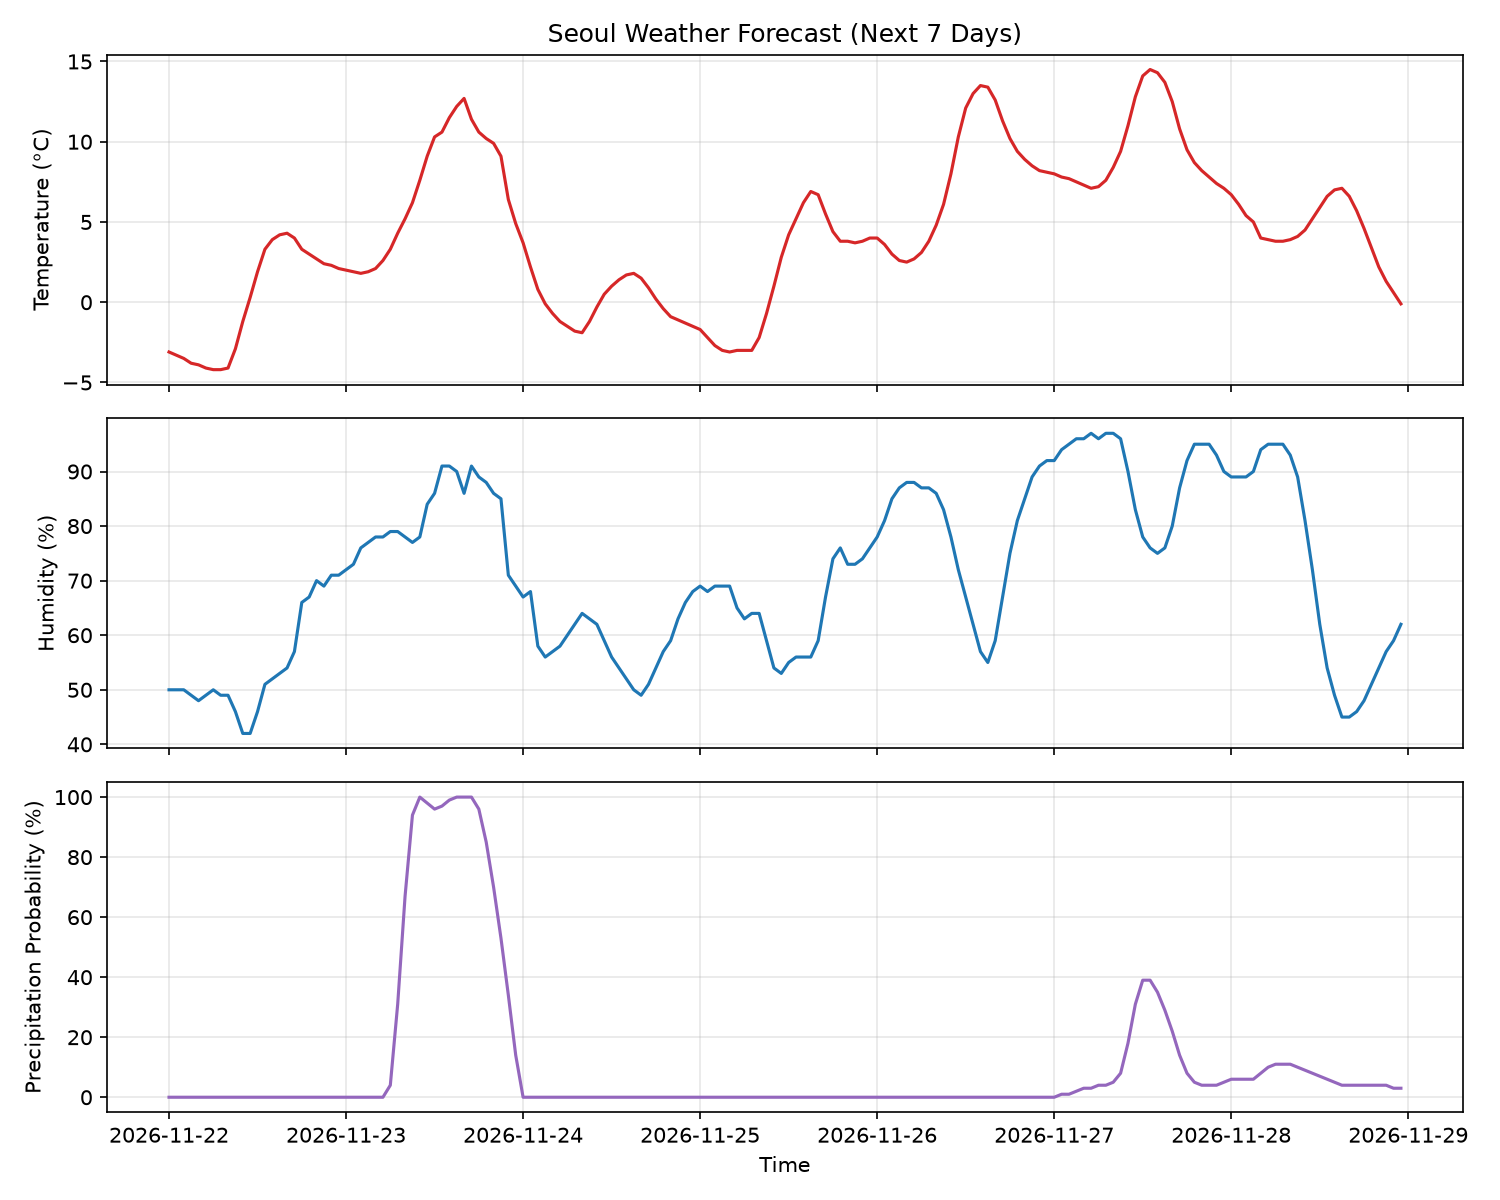 Seoul Weather Forecast (Next 7 Days)
Temperature (°C)
15
10
5
0
−5
Humidity (%)
90
80
70
60
50
40
Precipitation Probability (%)
100
80
60
40
20
0
2026-11-22 2026-11-23 2026-11-24 2026-11-25 2026-11-26 2026-11-27 2026-11-28 2026-11-29
Time